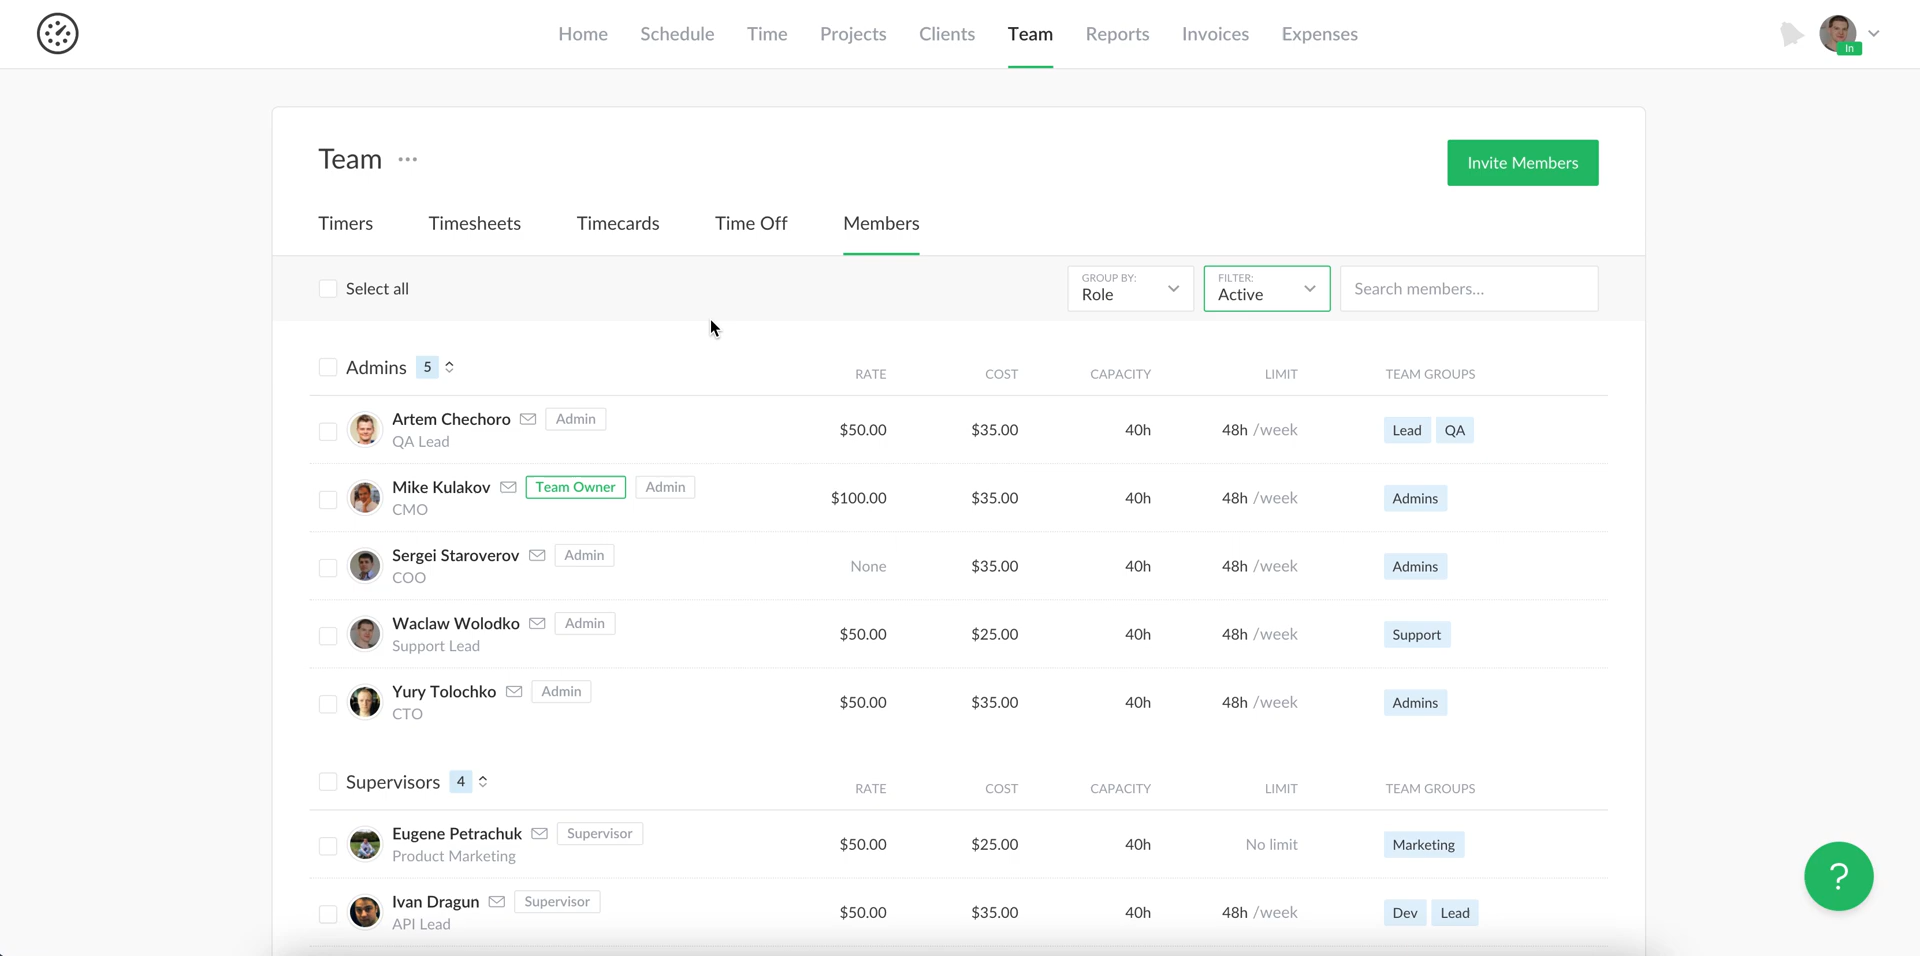 Home Schedule Time Projects Clients Team Reports Invoices Expenses
In
Team ...
Invite Members
Timers Timesheets Timecards Time Off Members
Select all
GROUP BY:
Role
FILTER:
Active
Search members...
Admins 5 RATE COST CAPACITY LIMIT TEAM GROUPS
Artem Chechoro Admin
QA Lead
$50.00 $35.00 40h 48h /week Lead QA
Mike Kulakov Team Owner Admin
CMO
$100.00 $35.00 40h 48h /week Admins
Sergei Staroverov Admin
COO
None $35.00 40h 48h /week Admins
Waclaw Wolodko Admin
Support Lead
$50.00 $25.00 40h 48h /week Support
Yury Tolochko Admin
CTO
$50.00 $35.00 40h 48h /week Admins
Supervisors 4 RATE COST CAPACITY LIMIT TEAM GROUPS
Eugene Petrachuk Supervisor
Product Marketing
$50.00 $25.00 40h No limit Marketing
Ivan Dragun Supervisor
API Lead
$50.00 $35.00 40h 48h /week Dev Lead
?